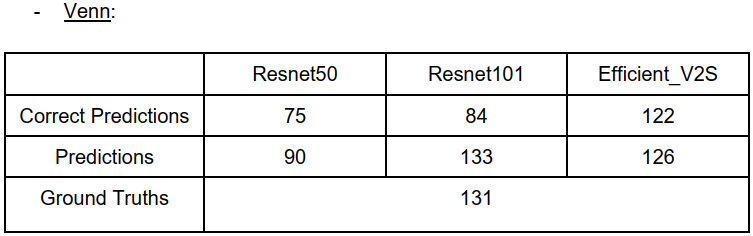 - Venn:
Resnet50 Resnet101 Efficient_V2S
Correct Predictions 75 84 122
Predictions 90 133 126
Ground Truths 131